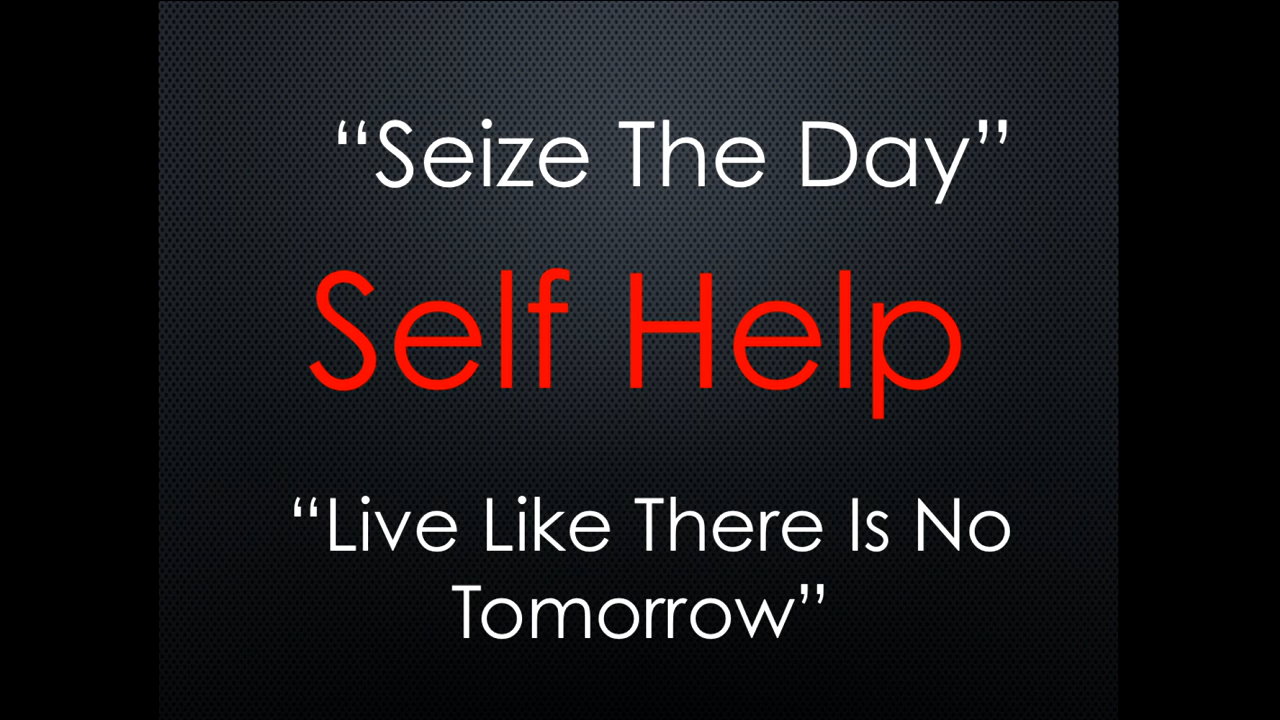 “Seize The Day”
Self Help
“Live Like There Is No
Tomorrow”